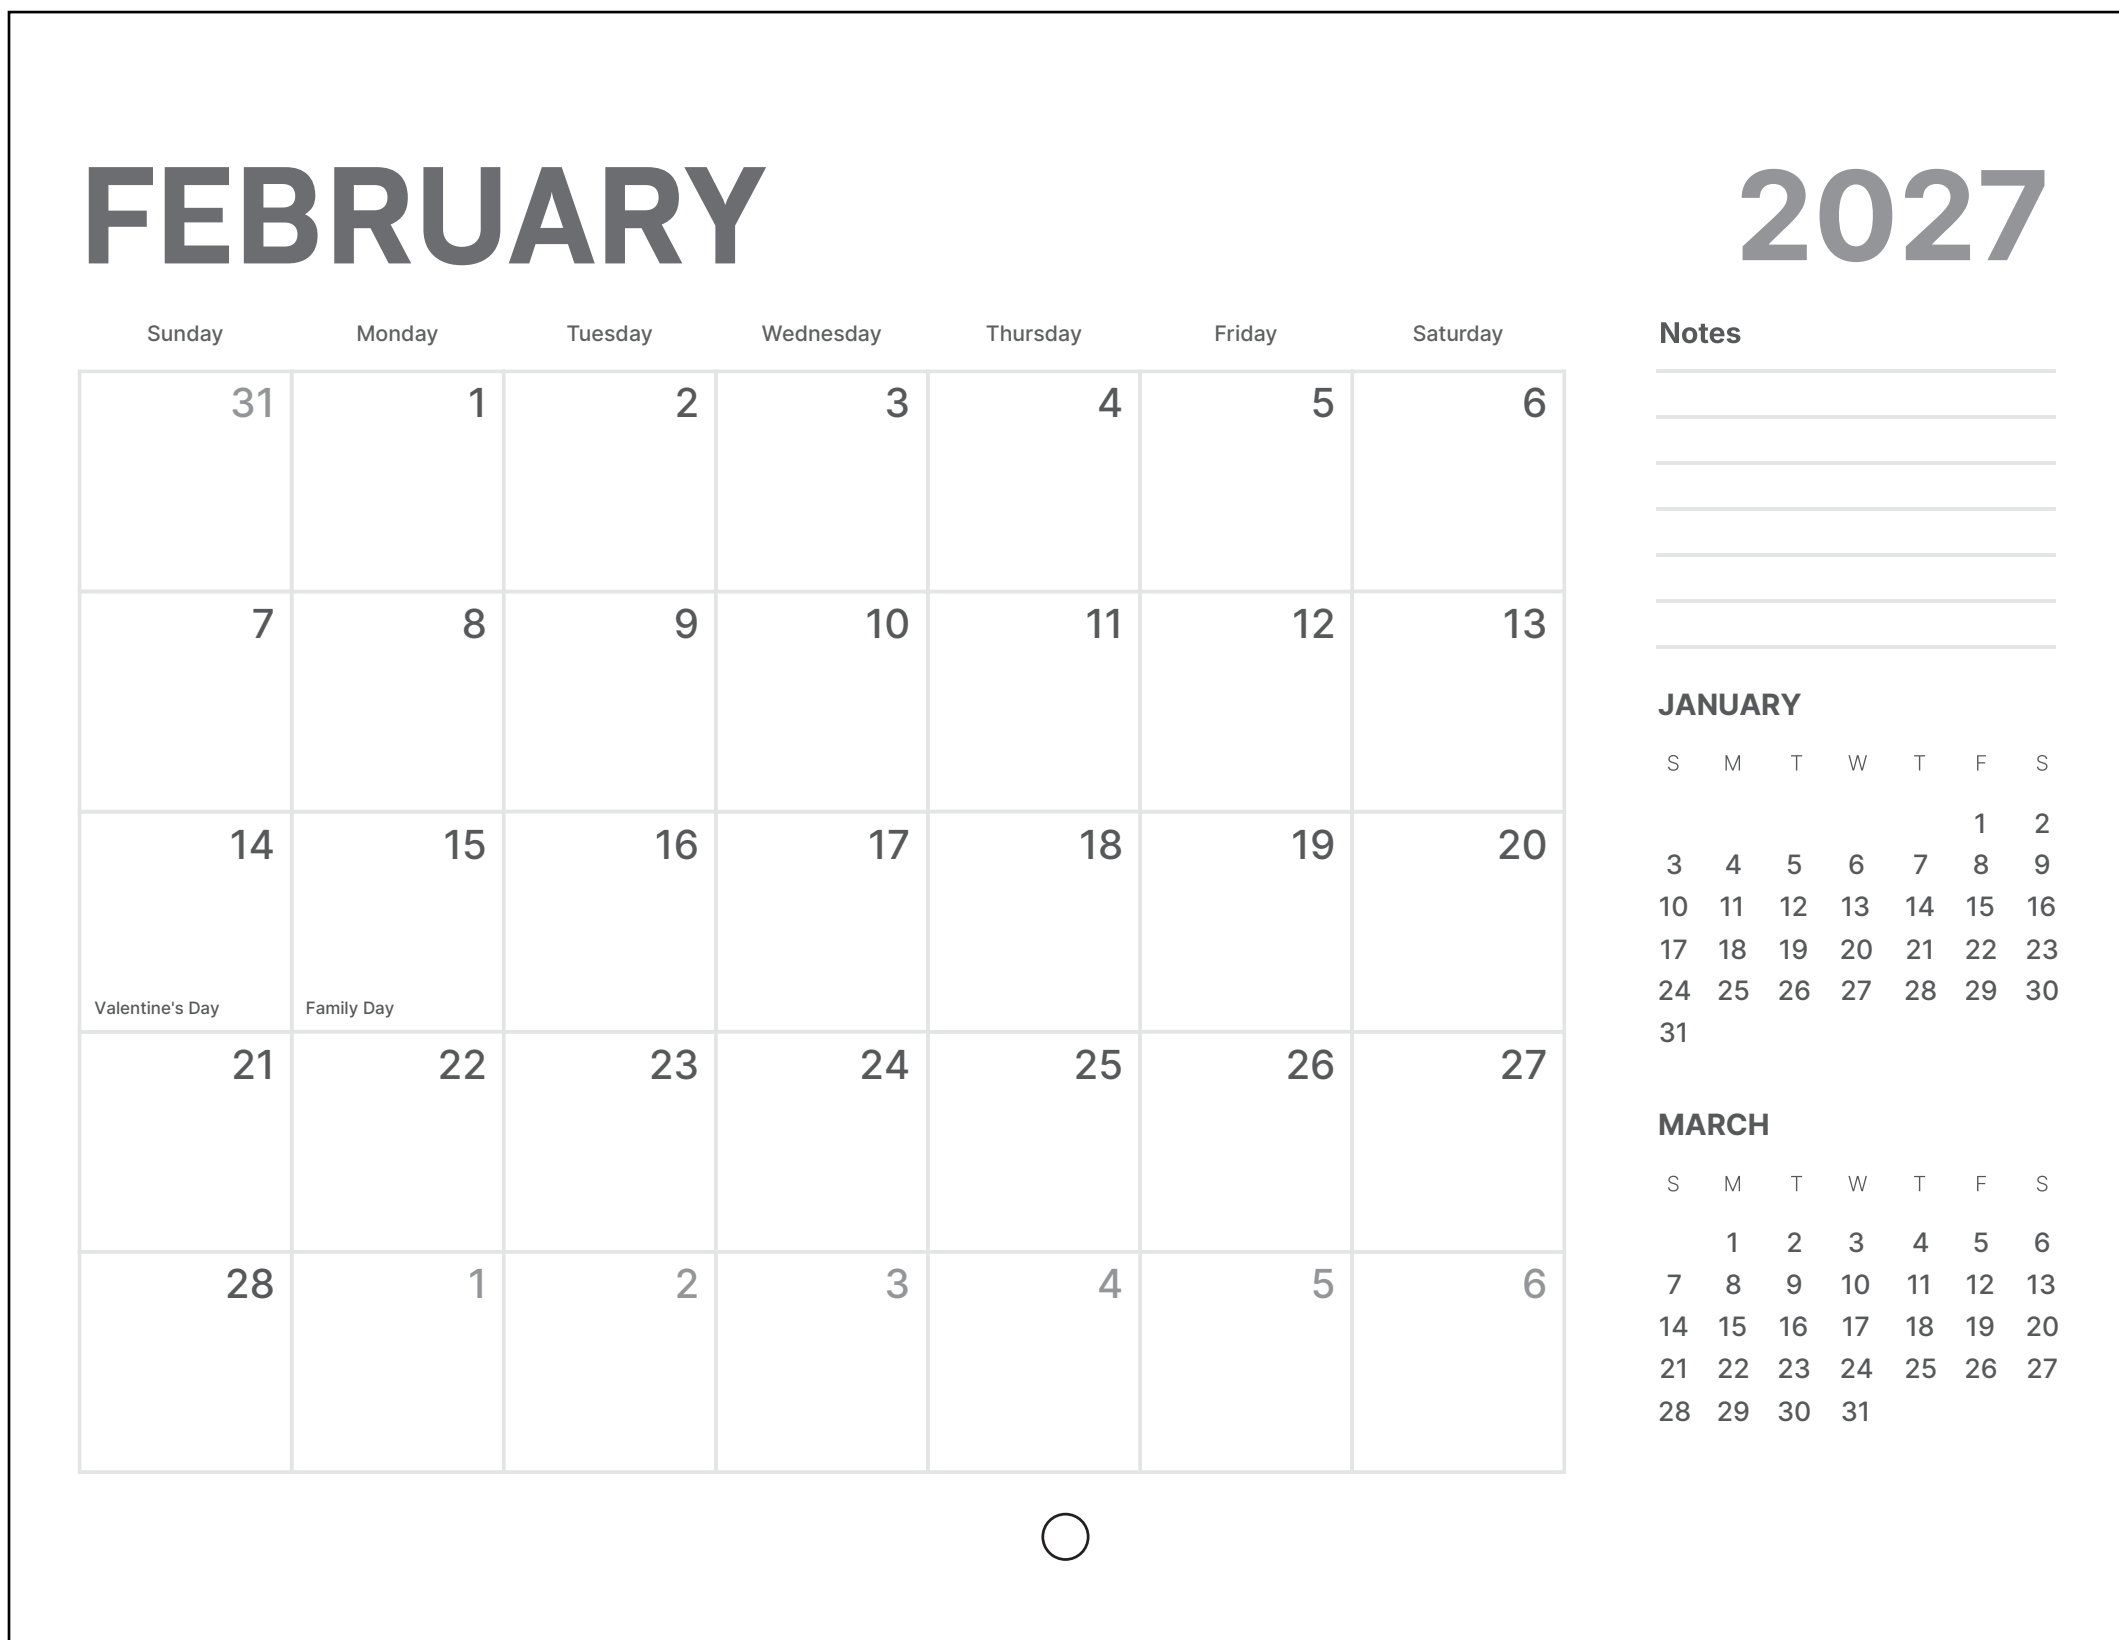 FEBRUARY 2027
Sunday Monday Tuesday Wednesday Thursday Friday Saturday
31 1 2 3 4 5 6
7 8 9 10 11 12 13
14 15 16 17 18 19 20
Valentine's Day Family Day
21 22 23 24 25 26 27
28 1 2 3 4 5 6
Notes
JANUARY
S M T W T F S
1 2
3 4 5 6 7 8 9
10 11 12 13 14 15 16
17 18 19 20 21 22 23
24 25 26 27 28 29 30
31
MARCH
S M T W T F S
1 2 3 4 5 6
7 8 9 10 11 12 13
14 15 16 17 18 19 20
21 22 23 24 25 26 27
28 29 30 31